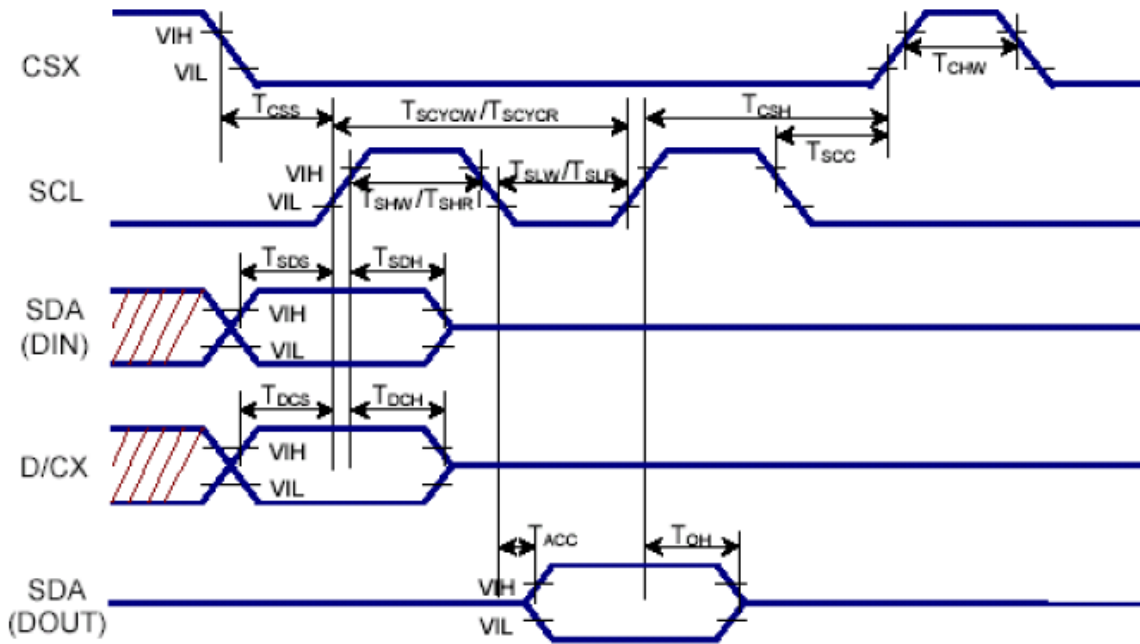 VIH
CSX
VIL
TCHW
TCSS
TSCYCW/TSCYCR
TCSH
TSCC
VIH
TSLW/TSLR
SCL
VIL
TSHW/TSHR
TSDS
TSDH
SDA
(DIN)
VIH
VIL
TDCS
TDCH
D/CX
VIH
VIL
TACC
TOH
SDA
(DOUT)
VIH
VIL